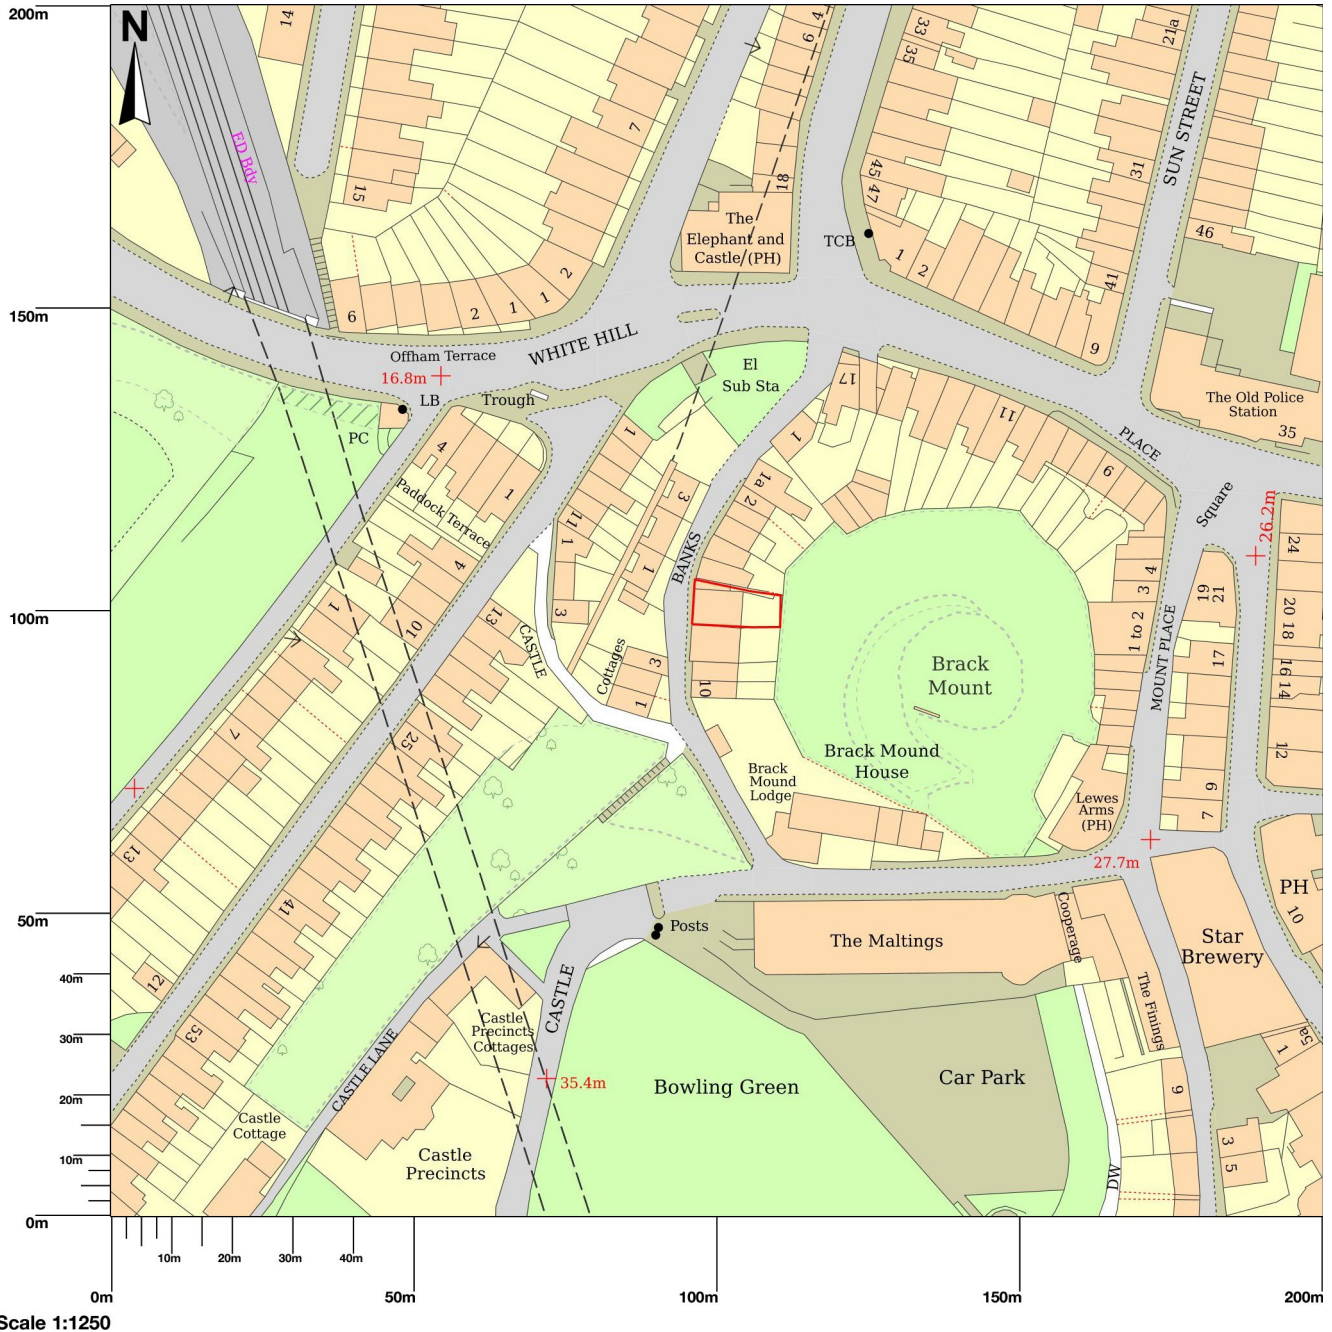 200m
N
14
ED Bdy
15
7
4
6
18
33
35
45
47
21a
SUN STREET
31
41
46
The
Elephant and
Castle (PH)
TCB
1
2
9
150m
6
2
1
1
2
WHITE HILL
Offham Terrace
16.8m
LB
Trough
El
Sub Sta
17
11
PLACE
6
The Old Police
Station
35
PC
4
1
Paddock Terrace
1
11
1
3
3
1
1
1a
2
BANKS
Square
26.2m
24
4
10
1
13
CASTLE
100m
Cottages
3
1
10
Brack
Mount
4
3
1 to 2
MOUNT PLACE
19
21
17
20
18
16
14
12
7
25
13
Brack Mound
House
Brack
Mound
Lodge
Lewes
Arms
(PH)
9
7
27.7m
41
50m
Posts
The Maltings
Cooperage
Star
Brewery
PH
10
40m
12
CASTLE
The Finings
30m
53
Castle
Precincts
Cottages
5a
1
35.4m
Bowling Green
Car Park
9
20m
CASTLE LANE
Castle
Cottage
3
5
10m
Castle
Precincts
DW
0m
10m
20m
30m
40m
0m
50m
100m
150m
200m
Scale 1:1250